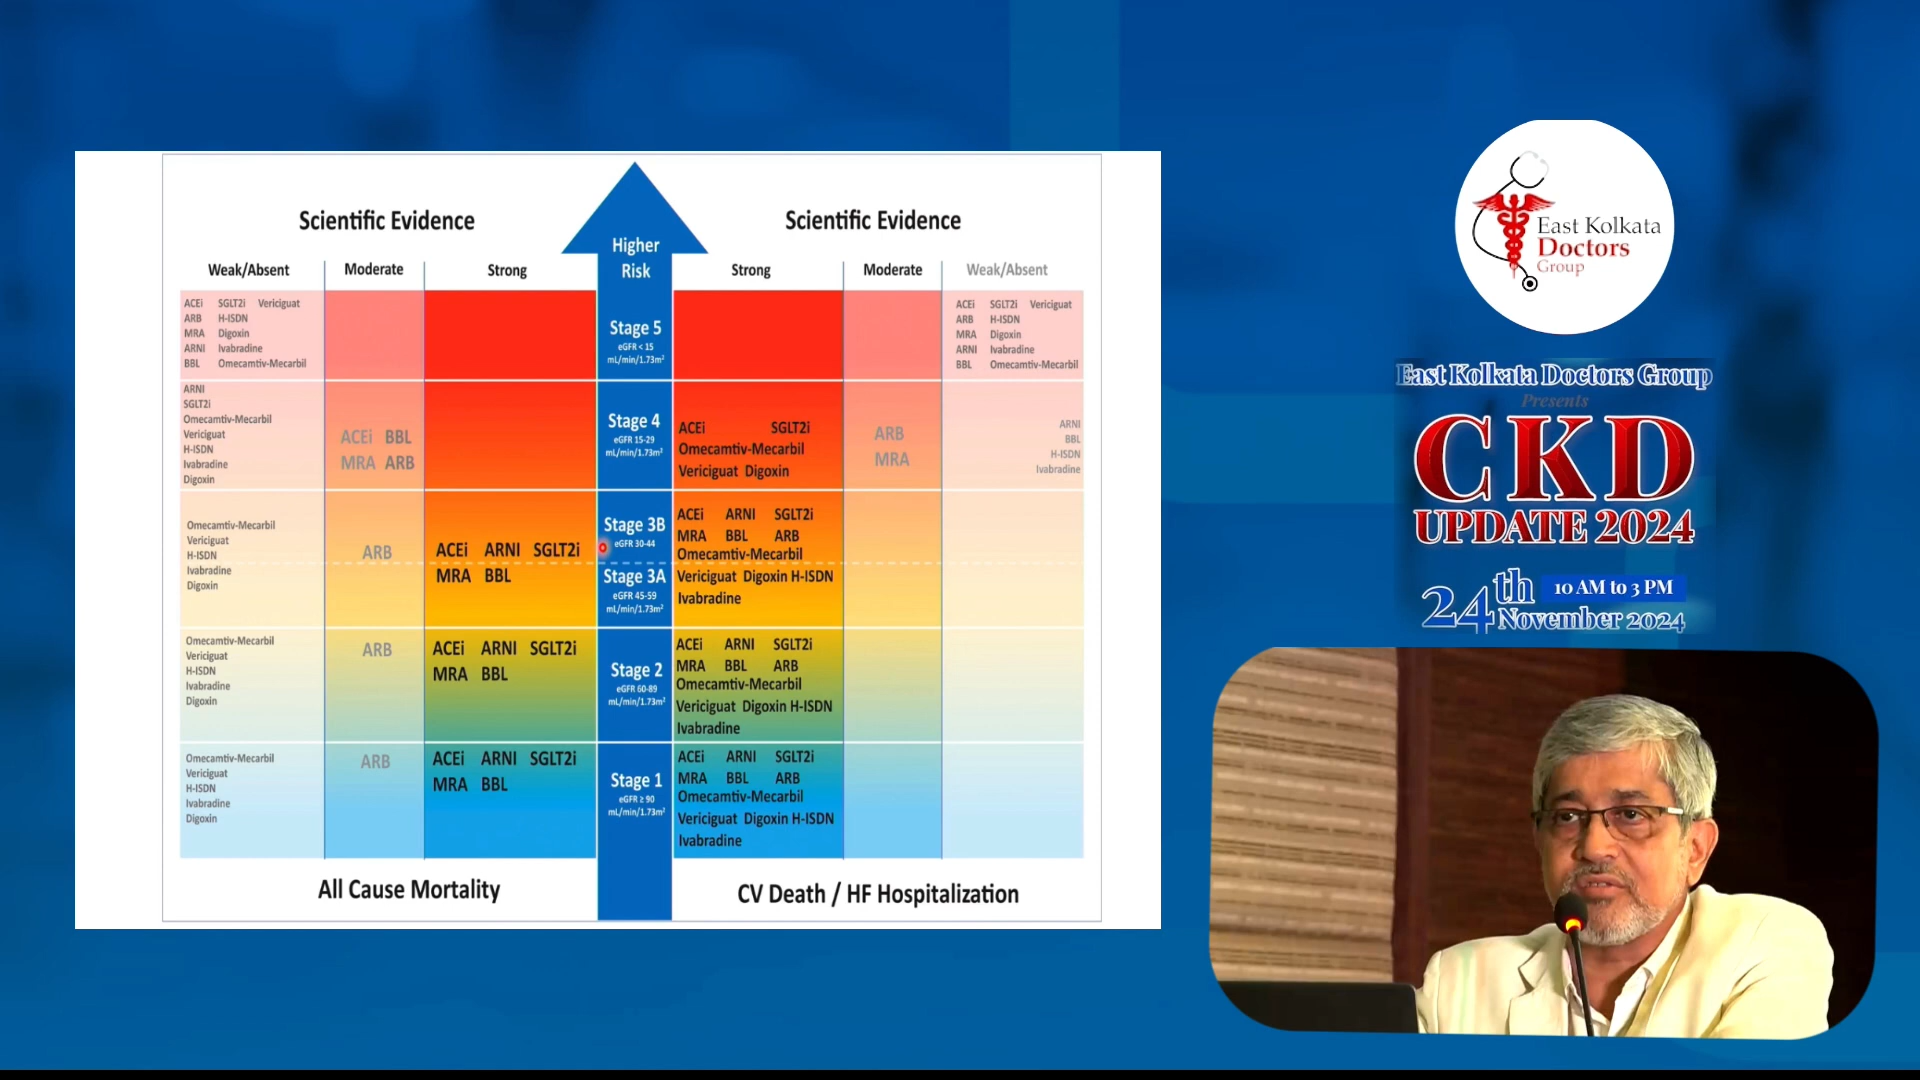 Scientific Evidence
Weak/Absent Moderate Strong
ACEi SGLT2i Vericiguat
ARB H-ISDN
MRA Digoxin
ARNI Ivabradine
BBL Omecamtiv-Mecarbil
ARNI
SGLT2i
Omecamtiv-Mecarbil
Vericiguat
H-ISDN
Ivabradine
Digoxin
ACEi BBL
MRA ARB
Omecamtiv-Mecarbil
Vericiguat
H-ISDN
Ivabradine
Digoxin
ARB
ACEi ARNI SGLT2i
MRA BBL
Omecamtiv-Mecarbil
Vericiguat
H-ISDN
Ivabradine
Digoxin
ARB
ACEi ARNI SGLT2i
MRA BBL
Omecamtiv-Mecarbil
Vericiguat
H-ISDN
Ivabradine
Digoxin
ARB
ACEi ARNI SGLT2i
MRA BBL
All Cause Mortality
Higher
Risk
Stage 5
eGFR < 15
mL/min/1.73m²
Stage 4
eGFR 15-29
mL/min/1.73m²
Stage 3B
eGFR 30-44
Stage 3A
eGFR 45-59
mL/min/1.73m²
Stage 2
eGFR 60-89
mL/min/1.73m²
Stage 1
eGFR ≥ 90
mL/min/1.73m²
Scientific Evidence
Strong Moderate Weak/Absent
ACEi SGLT2i Vericiguat
ARB H-ISDN
MRA Digoxin
ARNI Ivabradine
BBL Omecamtiv-Mecarbil
ACEi SGLT2i
Omecamtiv-Mecarbil
Vericiguat Digoxin
ARB
MRA
ARNI
BBL
H-ISDN
Ivabradine
ACEi ARNI SGLT2i
MRA BBL ARB
Omecamtiv-Mecarbil
Vericiguat Digoxin H-ISDN
Ivabradine
ACEi ARNI SGLT2i
MRA BBL ARB
Omecamtiv-Mecarbil
Vericiguat Digoxin H-ISDN
Ivabradine
ACEi ARNI SGLT2i
MRA BBL ARB
Omecamtiv-Mecarbil
Vericiguat Digoxin H-ISDN
Ivabradine
CV Death / HF Hospitalization
East Kolkata
Doctors
Group
East Kolkata Doctors Group
Presents
CKD
UPDATE 2024
24th November 2024
10 AM to 3 PM